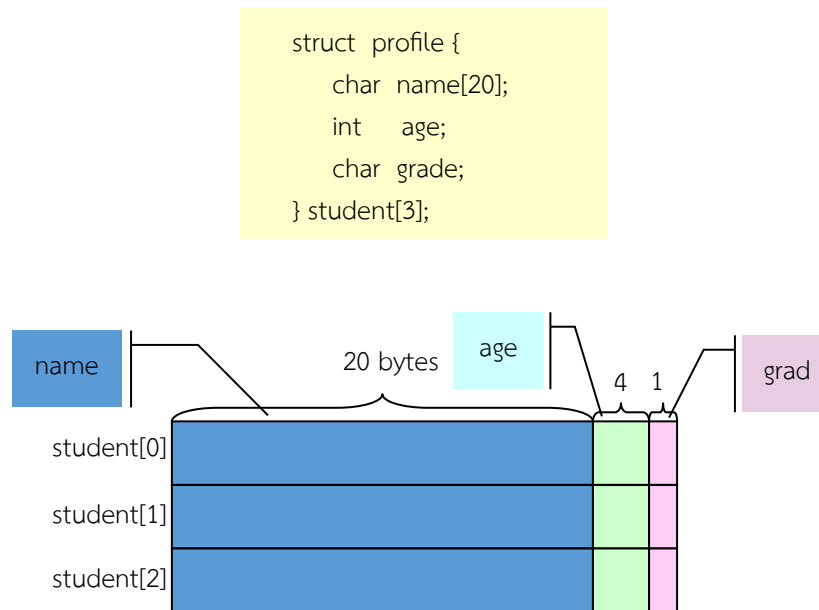 struct profile {
char name[20];
int age;
char grade;
} student[3];
name
20 bytes
age
4
1
grad
student[0]
student[1]
student[2]